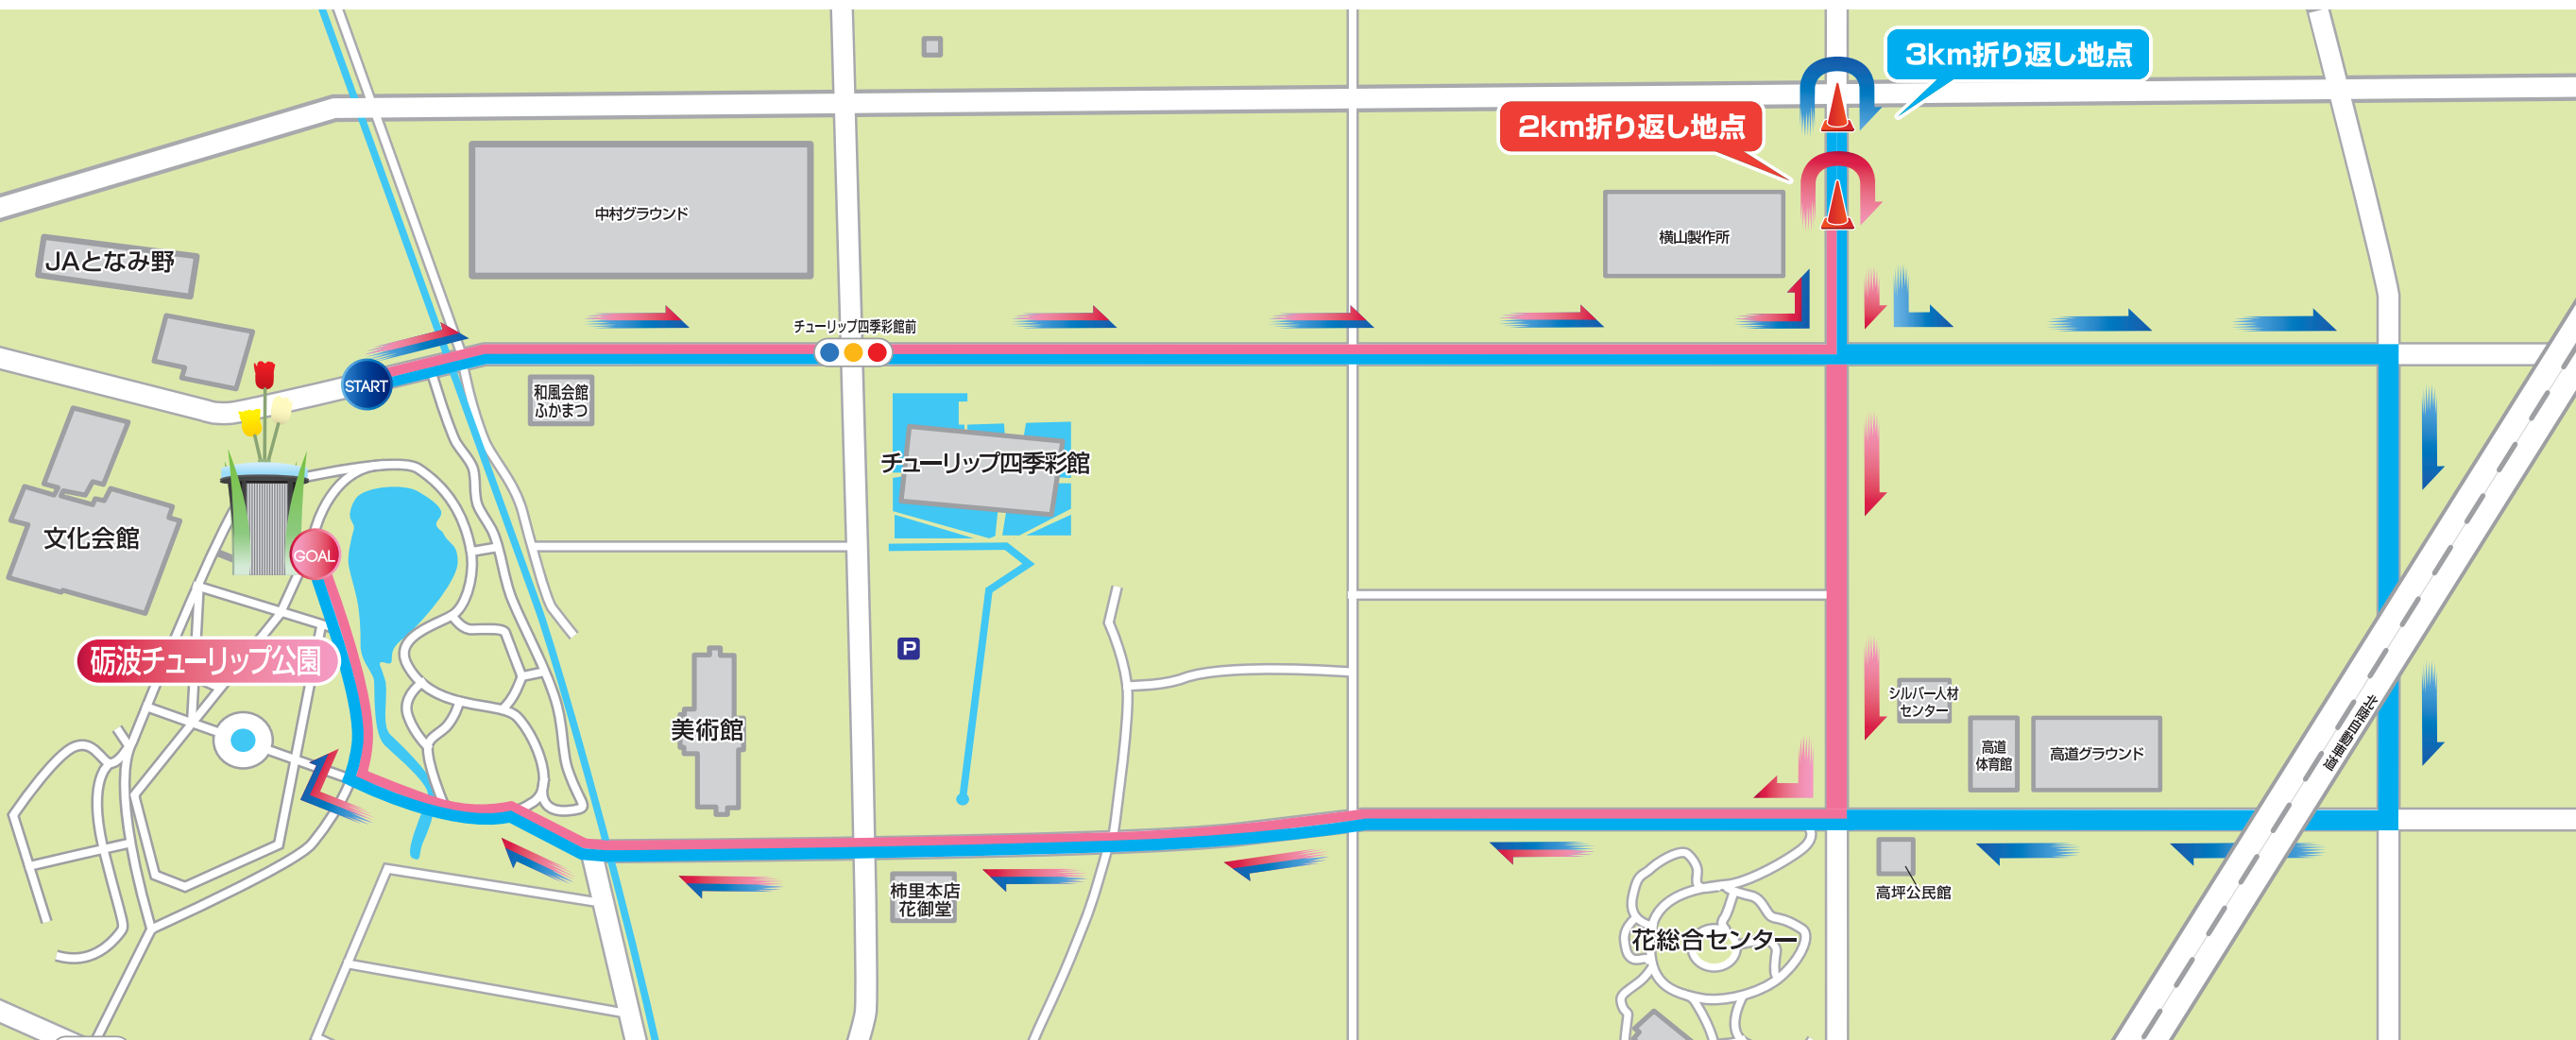 3km折り返し地点
2km折り返し地点
中村グラウンド
横山製作所
JAとなみ野
チューリップ四季彩館前
START
和風会館
ふかまつ
チューリップ四季彩館
文化会館
GOAL
P
砺波チューリップ公園
シルバー人材
センター
美術館
高道
体育館
高道グラウンド
北陸自動車道
柿里本店
花御堂
高坪公民館
花総合センター